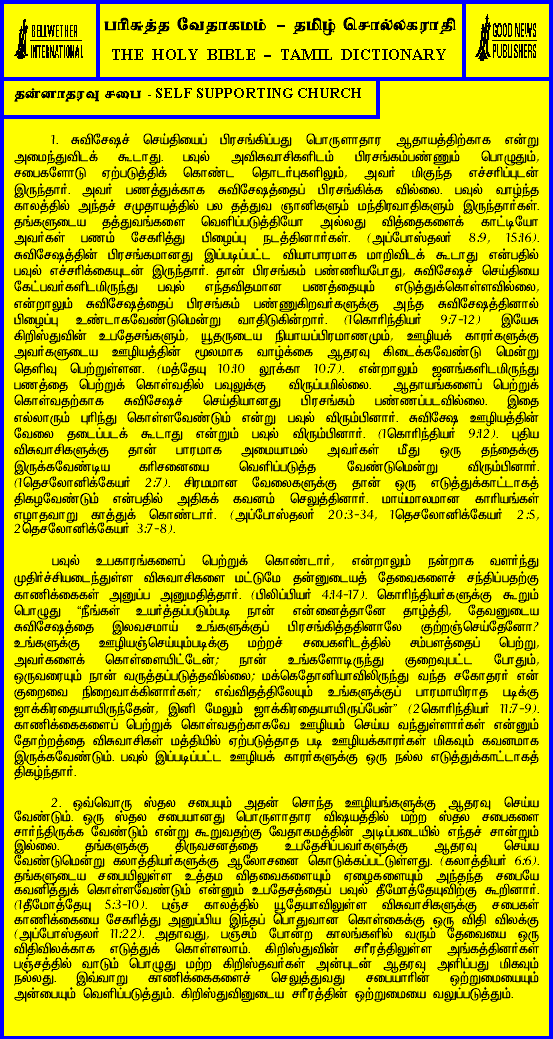 BELLWETHER
INTERNATIONAL
பரிசுத்த வேதாகமம் – தமிழ் சொல்லகராதி
THE HOLY BIBLE – TAMIL DICTIONARY
GOOD NEWS
PUBLISHERS
தன்னாதரவு சபை - SELF SUPPORTING CHURCH
1. சுவிசேஷச் செய்தியைப் பிரசங்கிப்பது பொருளாதார ஆதாயத்திற்காக என்று
அமைந்துவிடக் கூடாது. பவுல் அவிசுவாசிகளிடம் பிரசங்கம்பண்ணும் பொழுதும்,
சபைகளோடு ஏற்படுத்திக் கொண்ட தொடர்புகளிலும், அவர் மிகுந்த எச்சரிப்புடன்
இருந்தார். அவர் பணத்துக்காக சுவிசேஷத்தைப் பிரசங்கிக்க வில்லை. பவுல் வாழ்ந்த
காலத்தில் அந்தச் சமுதாயத்தில் பல தத்துவ ஞானிகளும் மந்திரவாதிகளும் இருந்தார்கள்.
தங்களுடைய தத்துவங்களை வெளிப்படுத்தியோ அல்லது வித்தைகளைக் காட்டியோ
அவர்கள் பணம் சேகரித்து பிழைப்பு நடத்தினார்கள். (அப்போஸ்தலர் 8:9, 15:16).
சுவிசேஷத்தின் பிரசங்கமானது இப்படிப்பட்ட வியாபாரமாக மாறிவிடக் கூடாது என்பதில்
பவுல் எச்சரிக்கையுடன் இருந்தார். தான் பிரசங்கம் பண்ணியபோது, சுவிசேஷச் செய்தியை
கேட்பவர்களிடமிருந்து பவுல் எந்தவிதமான பணத்தையும் எடுத்துக்கொள்ளவில்லை,
என்றாலும் சுவிசேஷத்தைப் பிரசங்கம் பண்ணுகிறவர்களுக்கு அந்த சுவிசேஷத்தினால்
பிழைப்பு உண்டாகவேண்டுமென்று வாதிடுகின்றார். (1கொரிந்தியர் 9:7-12) இயேசு
கிறிஸ்துவின் உபதேசங்களும், யூதருடைய நியாயப்பிரமாணமும், ஊழியக் காரர்களுக்கு
அவர்களுடைய ஊழியத்தின் மூலமாக வாழ்க்கை ஆதரவு கிடைக்கவேண்டு மென்று
தெளிவு பெற்றுள்ளன. (மத்தேயு 10:10 லூக்கா 10:7). என்றாலும் ஜனங்களிடமிருந்து
பணத்தை பெற்றுக் கொள்வதில் பவுலுக்கு விருப்பமில்லை. ஆதாயங்களைப் பெற்றுக்
கொள்வதற்காக சுவிசேஷச் செய்தியானது பிரசங்கம் பண்ணப்படவில்லை. இதை
எல்லாரும் புரிந்து கொள்ளவேண்டும் என்று பவுல் விரும்பினார். சுவிக்ஷே ஊழியத்தின்
வேலை தடைப்படக் கூடாது என்றும் பவுல் விரும்பினார். (1கொரிந்தியர் 9:12). புதிய
விசுவாசிகளுக்கு தான் பாரமாக அமையாமல் அவர்கள் மீது ஒரு தந்தைக்கு
இருக்கவேண்டிய கரிசனையை வெளிப்படுத்த வேண்டுமென்று விரும்பினார்.
(1தெசலோனிக்கேயர் 2:7). சிரமமான வேலைகளுக்கு தான் ஒரு எடுத்துக்காட்டாகத்
திகழவேண்டும் என்பதில் அதிகக் கவனம் செலுத்தினார். மாய்மாலமான காரியங்கள்
எழாதவாறு காத்துக் கொண்டார். (அப்போஸ்தலர் 20:3-34, 1தெசலோனிக்கேயர் 2:5,
2தெசலோனிக்கேயர் 3:7-8).
பவுல் உபகாரங்களைப் பெற்றுக் கொண்டார், என்றாலும் நன்றாக வளர்ந்து
முதிர்ச்சியடைந்துள்ள விசுவாசிகளை மட்டுமே தன்னுடையத் தேவைகளைச் சந்திப்பதற்கு
காணிக்கைகள் அனுப்ப அனுமதித்தார். (பிலிப்பியர் 4:14-17). கொரிந்தியர்களுக்கு கூறும்
பொழுது “நீங்கள் உயர்த்தப்படும்படி நான் என்னைத்தானே தாழ்த்தி, தேவனுடைய
சுவிசேஷத்தை இலவசமாய் உங்களுக்குப் பிரசங்கித்ததினாலே குற்றஞ்செய்தேனோ?
உங்களுக்கு ஊழியஞ்செய்யும்படிக்கு மற்றச் சபைகளிடத்தில் சம்பளத்தைப் பெற்று,
அவர்களைக் கொள்ளையிட்டேன்; நான் உங்களோடிருந்து குறைவுபட்ட போதும்,
ஒருவரையும் நான் வருத்தப்படுத்தவில்லை; மக்கெதோனியாவிலிருந்து வந்த சகோதரர் என்
குறைவை நிறைவாக்கினார்கள்; எவ்விதத்திலேயும் உங்களுக்குப் பாரமாயிராத படிக்கு
ஜாக்கிரதையாயிருந்தேன், இனி மேலும் ஜாக்கிரதையாயிருப்பேன்” (2கொரிந்தியர் 11:7-9).
காணிக்கைகளைப் பெற்றுக் கொள்வதற்காகவே ஊழியம் செய்ய வந்துள்ளார்கள் என்னும்
தோற்றத்தை விசுவாசிகள் மத்தியில் ஏற்படுத்தாத படி ஊழியக்காரர்கள் மிகவும் கவனமாக
இருக்கவேண்டும். பவுல் இப்படிப்பட்ட ஊழியக் காரர்களுக்கு ஒரு நல்ல எடுத்துக்காட்டாகத்
திகழ்ந்தார்.
2. ஒவ்வொரு ஸ்தல சபையும் அதன் சொந்த ஊழியங்களுக்கு ஆதரவு செய்ய
வேண்டும். ஒரு ஸ்தல சபையானது பொருளாதார விஷயத்தில் மற்ற ஸ்தல சபைகளை
சார்ந்திருக்க வேண்டும் என்று கூறுவதற்கு வேதாகமத்தின் அடிப்படையில் எந்தச் சான்றும்
இல்லை. தங்களுக்கு திருவசனத்தை உபதேசிப்பவர்களுக்கு ஆதரவு செய்ய
வேண்டுமென்று கலாத்தியர்களுக்கு ஆலோசனை கொடுக்கப்பட்டுள்ளது. (கலாத்தியர் 6:6).
தங்களுடைய சபையிலுள்ள உத்தம விதவைகளையும் ஏழைகளையும் அந்தந்த சபையே
கவனித்துக் கொள்ளவேண்டும் என்னும் உபதேசத்தைப் பவுல் தீமோத்தேயுவிற்கு கூறினார்.
(1தீமோத்தேயு 5:3-10). பஞ்ச காலத்தில் யூதேயாவிலுள்ள விசுவாசிகளுக்கு சபைகள்
காணிக்கையை சேகரித்து அனுப்பிய இந்தப் பொதுவான கொள்கைக்கு ஒரு விதி விலக்கு
(அப்போஸ்தலர் 11:22). அதாவது, பஞ்சம் போன்ற காலங்களில் வரும் தேவையை ஒரு
விதிவிலக்காக எடுத்துக் கொள்ளலாம். கிறிஸ்துவின் சரீரத்திலுள்ள அங்கத்தினர்கள்
பஞ்சத்தில் வாடும் பொழுது மற்ற கிறிஸ்தவர்கள் அன்புடன் ஆதரவு அளிப்பது மிகவும்
நல்லது. இவ்வாறு காணிக்கைகளைச் செலுத்துவது சபையாரின் ஒற்றுமையையும்
அன்பையும் வெளிப்படுத்தும். கிறிஸ்துவினுடைய சரீரத்தின் ஒற்றுமையை வலுப்படுத்தும்.